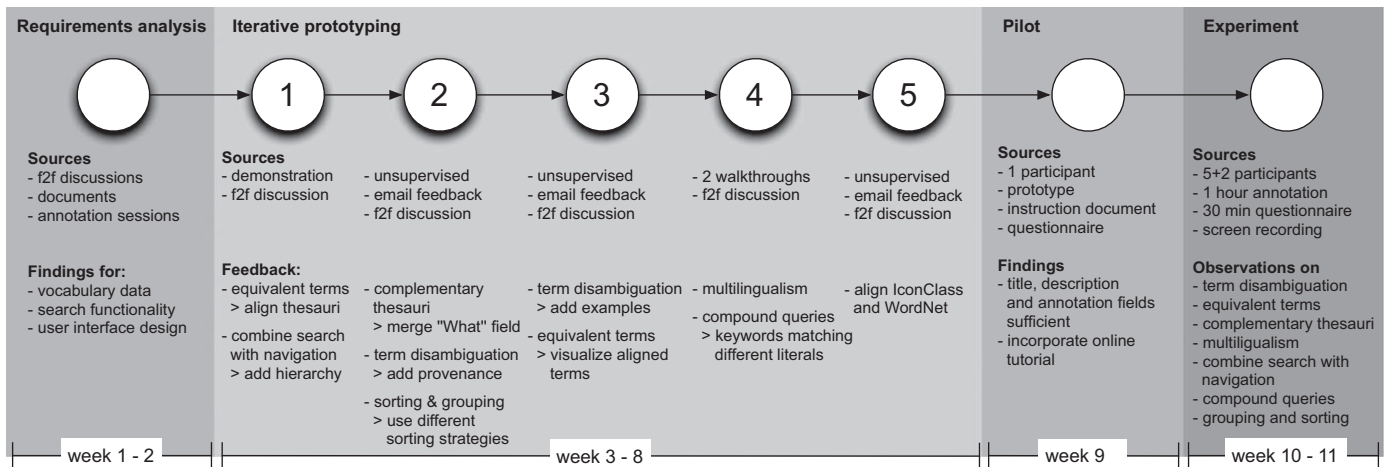 Requirements analysis
Sources
- f2f discussions
- documents
- annotation sessions
Findings for:
- vocabulary data
- search functionality
- user interface design
week 1 - 2
Iterative prototyping
1
Sources
- demonstration
- f2f discussion
Feedback:
- equivalent terms
> align thesauri
- combine search
with navigation
> add hierarchy
2
- unsupervised
- email feedback
- f2f discussion
- complementary
thesauri
> merge "What" field
- term disambiguation
> add provenance
- sorting & grouping
> use different
sorting strategies
3
- unsupervised
- email feedback
- f2f discussion
- term disambiguation
> add examples
- equivalent terms
> visualize aligned
terms
4
- 2 walkthroughs
- f2f discussion
- multilingualism
- compound queries
> keywords matching
different literals
5
- unsupervised
- email feedback
- f2f discussion
- align IconClass
and WordNet
week 3 - 8
Pilot
Sources
- 1 participant
- prototype
- instruction document
- questionnaire
Findings
- title, description
and annotation fields
sufficient
- incorporate online
tutorial
week 9
Experiment
Sources
- 5+2 participants
- 1 hour annotation
- 30 min questionnaire
- screen recording
Observations on
- term disambiguation
- equivalent terms
- complementary thesauri
- multiligualism
- combine search with
navigation
- compound queries
- grouping and sorting
week 10 - 11